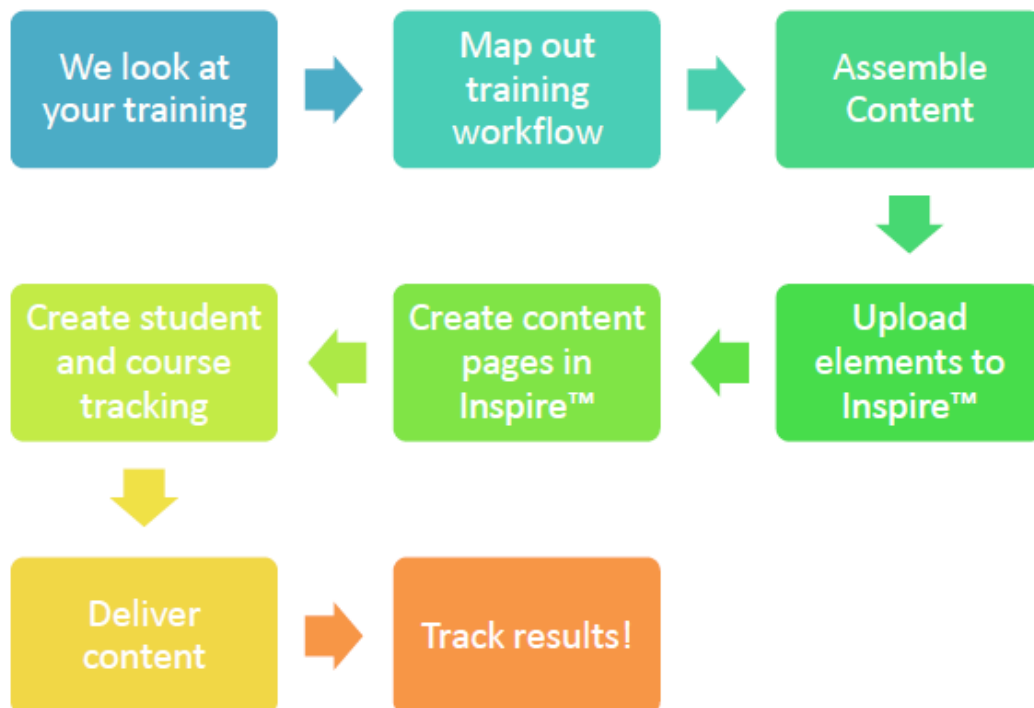 We look at
your training
Map out
training
workflow
Assemble
Content
Upload
elements to
Inspire™
Create content
pages in
Inspire™
Create student
and course
tracking
Deliver
content
Track results!